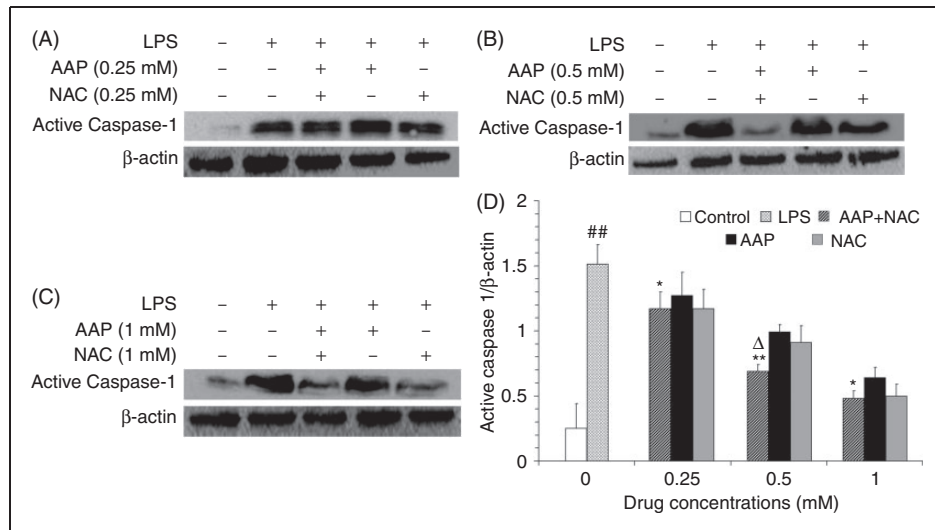 (A)
LPS – + + + +
AAP (0.25 mM) – – + + –
NAC (0.25 mM) – – + – +
Active Caspase-1
β-actin
(B)
LPS – + + + +
AAP (0.5 mM) – – + + –
NAC (0.5 mM) – – + – +
Active Caspase-1
β-actin
(C)
LPS – + + + +
AAP (1 mM) – – + + –
NAC (1 mM) – – + – +
Active Caspase-1
β-actin
(D)
Control LPS AAP+NAC
AAP NAC
Active caspase 1/β-actin
2
1.5
1
0.5
0
##
*
Δ
**
*
0 0.25 0.5 1
Drug concentrations (mM)